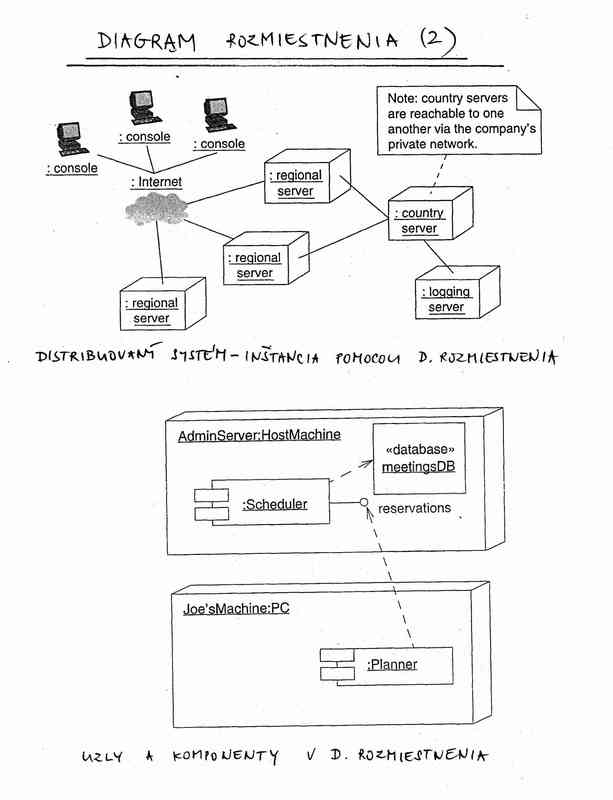 DIAGRAM ROZMIESTNENIA (2)
Note: country servers
are reachable to one
another via the company's
private network.
: console
: console
: console
: Internet
: regional
server
: country
server
: regional
server
: logging
server
: regional
server
DISTRIBUOVANÝ SYSTÉM - INŠTANCIA POMOCOU D. ROZMIESTNENIA
AdminServer:HostMachine
«database»
meetingsDB
:Scheduler
reservations
Joe'sMachine:PC
:Planner
UZLY A KOMPONENTY V D. ROZMIESTNENIA